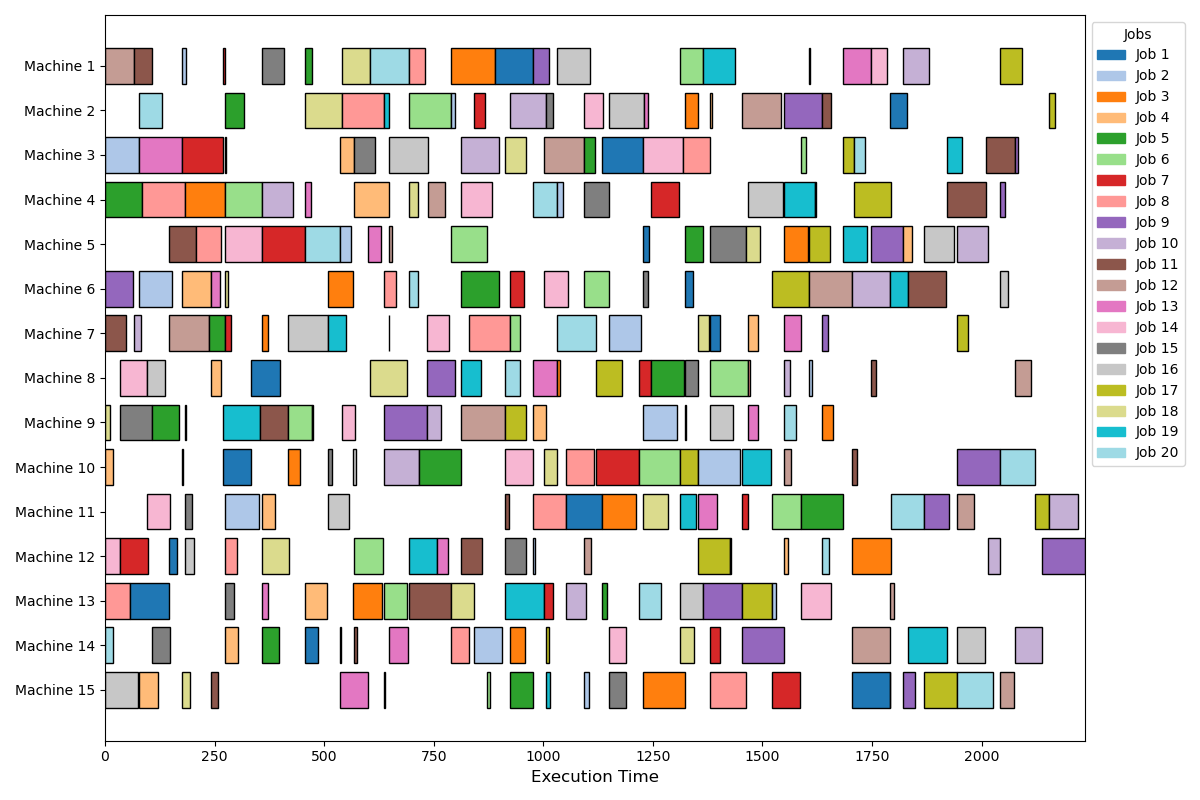 Machine 1
Machine 2
Machine 3
Machine 4
Machine 5
Machine 6
Machine 7
Machine 8
Machine 9
Machine 10
Machine 11
Machine 12
Machine 13
Machine 14
Machine 15
0 250 500 750 1000 1250 1500 1750 2000
Execution Time
Jobs
Job 1
Job 2
Job 3
Job 4
Job 5
Job 6
Job 7
Job 8
Job 9
Job 10
Job 11
Job 12
Job 13
Job 14
Job 15
Job 16
Job 17
Job 18
Job 19
Job 20